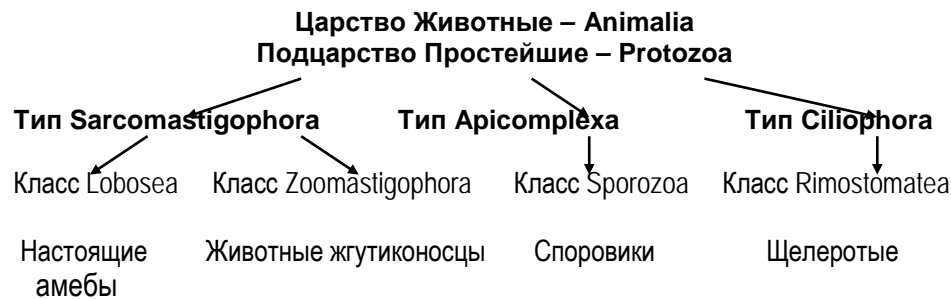 Царство Животные – Animalia
Подцарство Простейшие – Protozoa
Тип Sarcomastigophora Тип Apicomplexa Тип Ciliophora
Класс Lobosea Класс Zoomastigophora Класс Sporozoa Класс Rimostomatea
Настоящие Животные жгутиконосцы Споровики Щелеротые
амебы